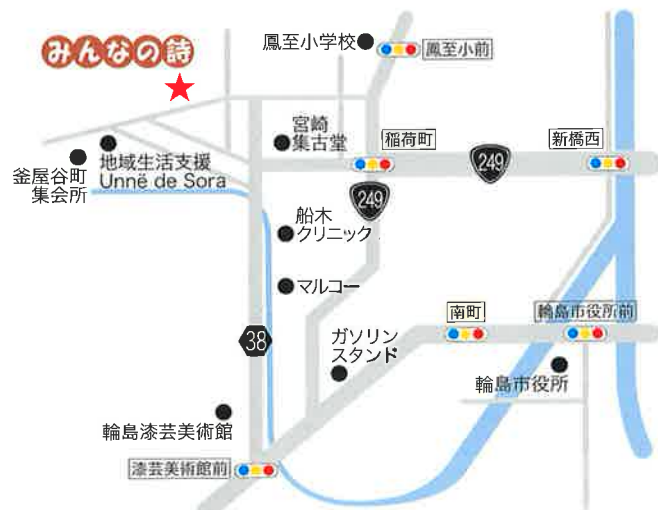 みんなの詩
鳳至小学校
鳳至小前
宮崎
集古堂
稲荷町
新橋西
249
釜屋谷町
集会所
地域生活支援
Unnë de Sora
249
船木
クリニック
マルコー
38
ガソリン
スタンド
南町
輪島市役所前
輪島市役所
輪島漆芸美術館
漆芸美術館前